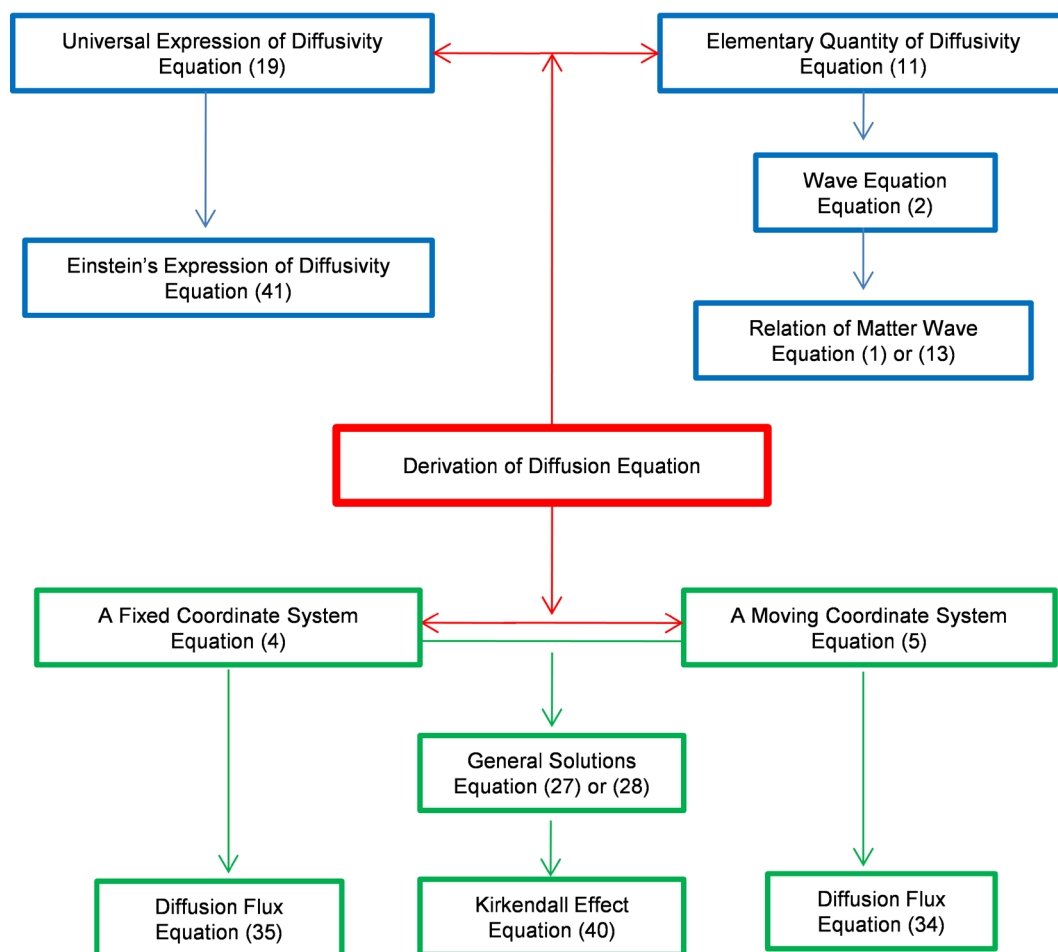 Universal Expression of Diffusivity
Equation (19)
Elementary Quantity of Diffusivity
Equation (11)
Wave Equation
Equation (2)
Einstein's Expression of Diffusivity
Equation (41)
Relation of Matter Wave
Equation (1) or (13)
Derivation of Diffusion Equation
A Fixed Coordinate System
Equation (4)
A Moving Coordinate System
Equation (5)
General Solutions
Equation (27) or (28)
Diffusion Flux
Equation (35)
Kirkendall Effect
Equation (40)
Diffusion Flux
Equation (34)